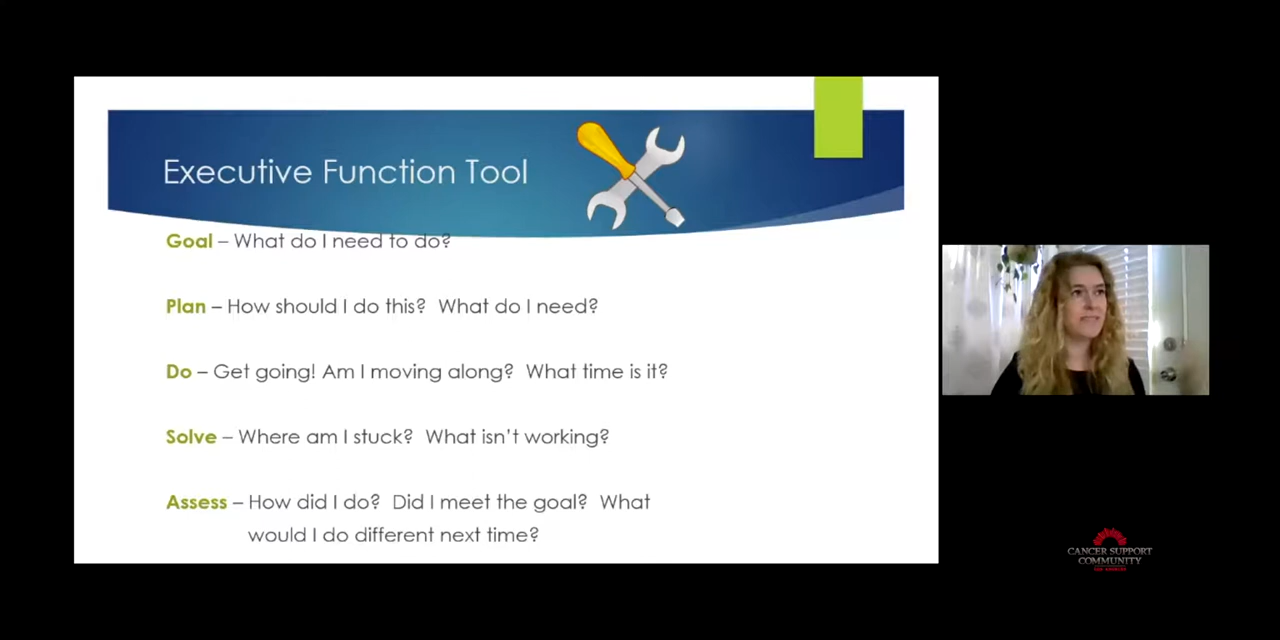 Executive Function Tool
Goal – What do I need to do?
Plan – How should I do this?  What do I need?
Do – Get going! Am I moving along?  What time is it?
Solve – Where am I stuck?  What isn't working?
Assess – How did I do?  Did I meet the goal?  What
would I do different next time?
CANCER SUPPORT
COMMUNITY
LOS ANGELES